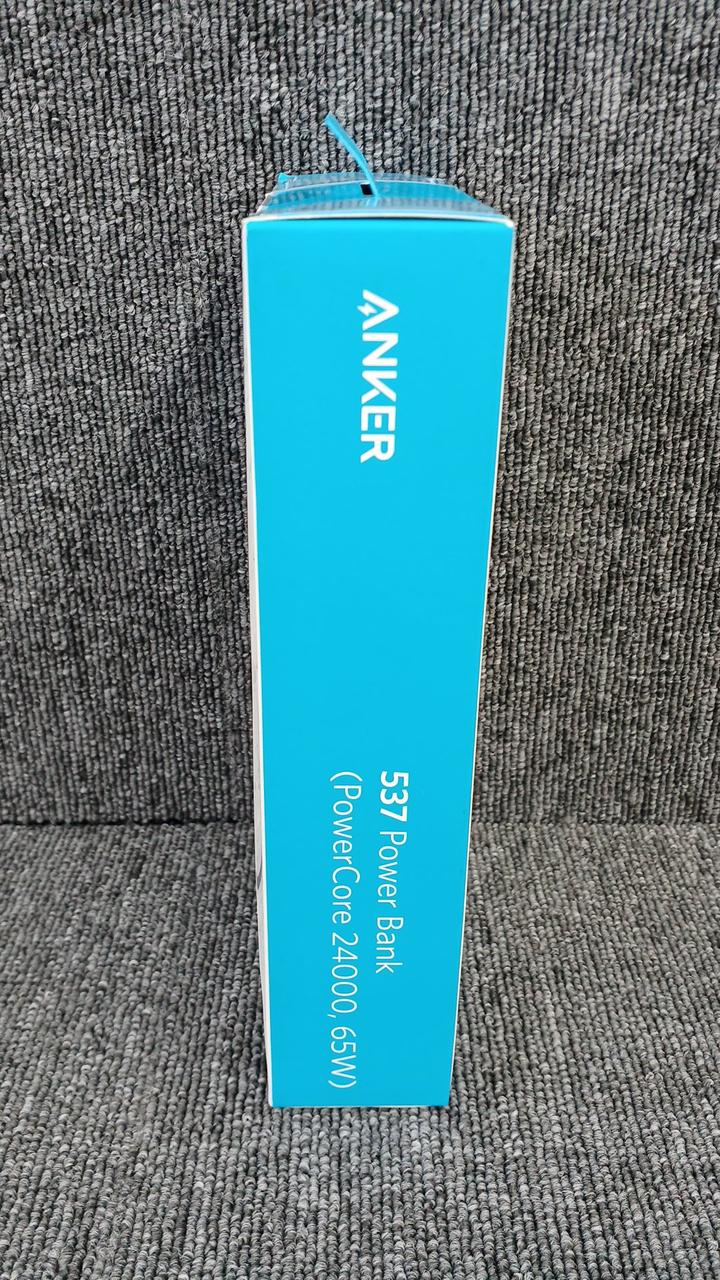 ANKER
537 Power Bank
(PowerCore 24000, 65W)